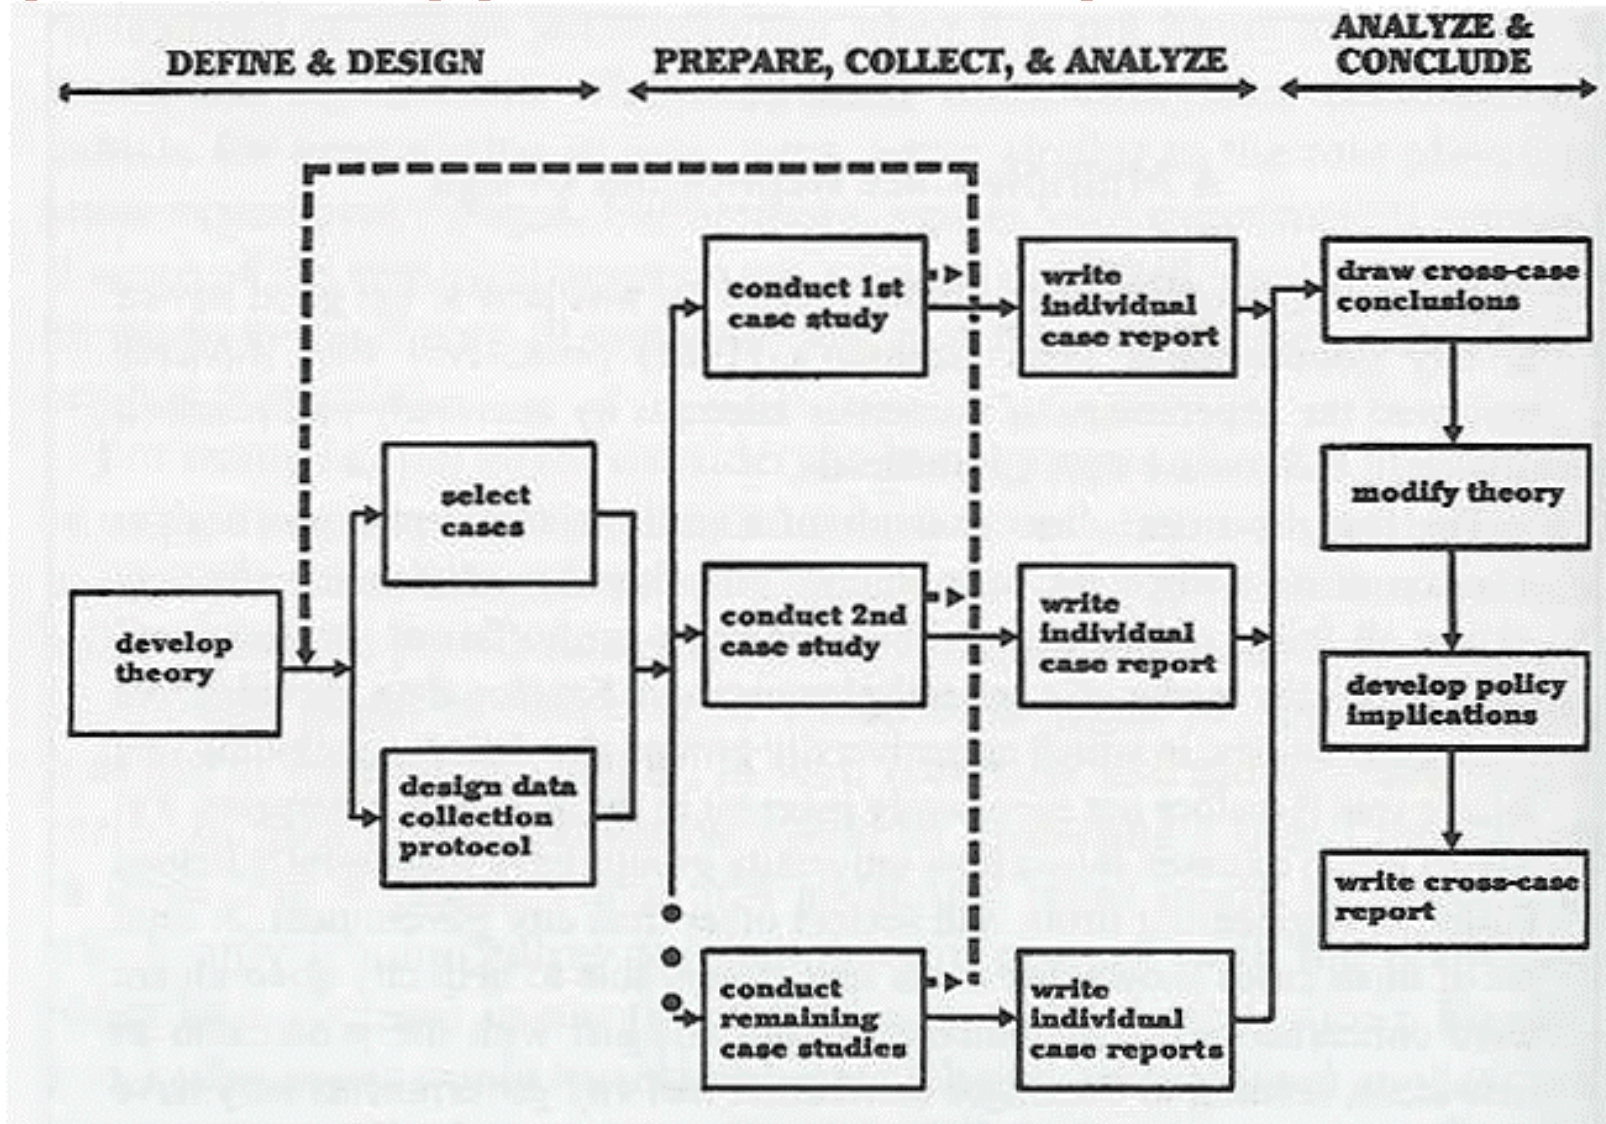 DEFINE & DESIGN
PREPARE, COLLECT, & ANALYZE
ANALYZE &
CONCLUDE
develop
theory
select
cases
design data
collection
protocol
conduct 1st
case study
write
individual
case report
conduct 2nd
case study
write
individual
case report
conduct
remaining
case studies
write
individual
case reports
draw cross-case
conclusions
modify theory
develop policy
implications
write cross-case
report